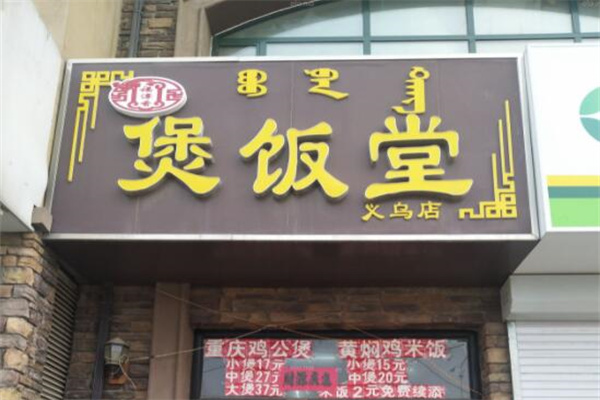 煲饭堂
义乌店
重庆鸡公煲
小煲17元
中煲27元
大煲37元
黄焖鸡米饭
小煲15元
中煲20元
米饭2元免费续添